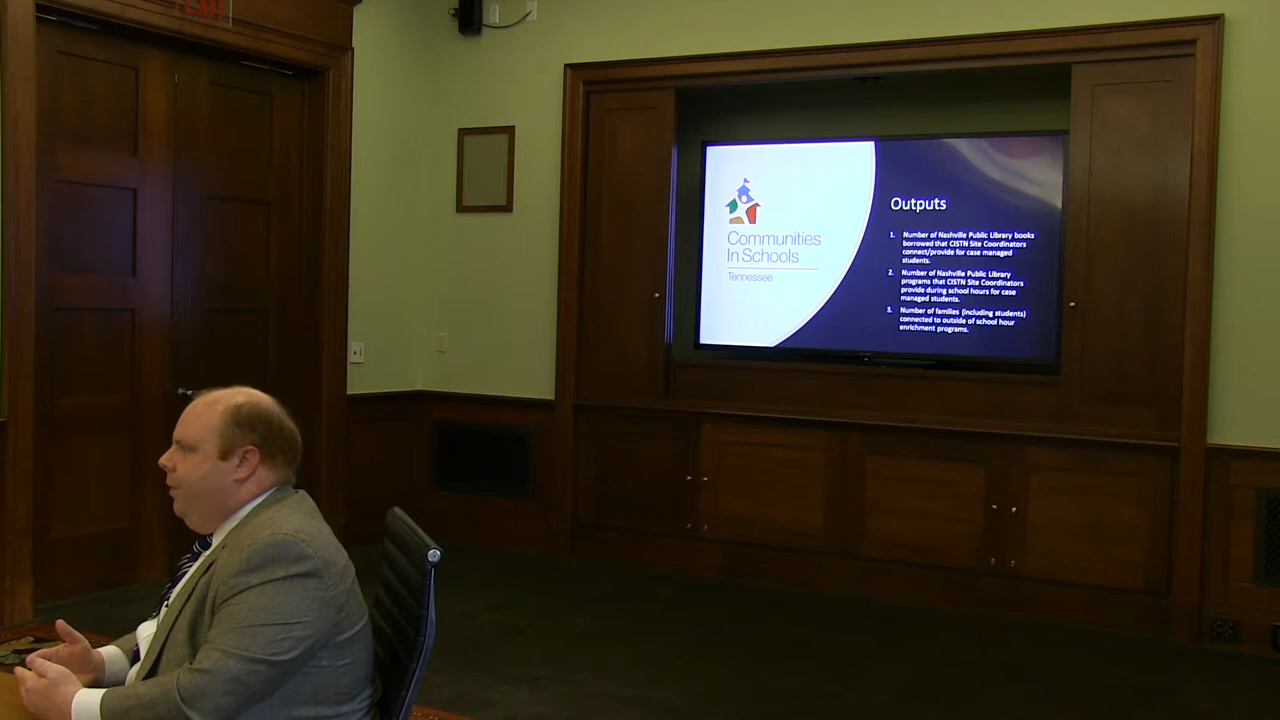 EXIT
Communities
In Schools
Tennessee
Outputs
1. Number of Nashville Public Library books
borrowed that CISTN Site Coordinators
connect/provide for case managed
students.
2. Number of Nashville Public Library
programs that CISTN Site Coordinators
provide during school hours for case
managed students.
3. Number of families (including students)
connected to outside of school hour
enrichment programs.